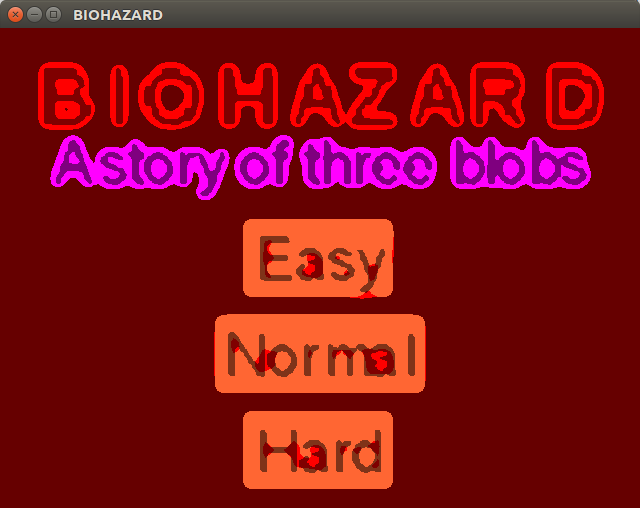 BIOHAZARD
BIOHAZARD
A story of three blobs
Easy
Normal
Hard